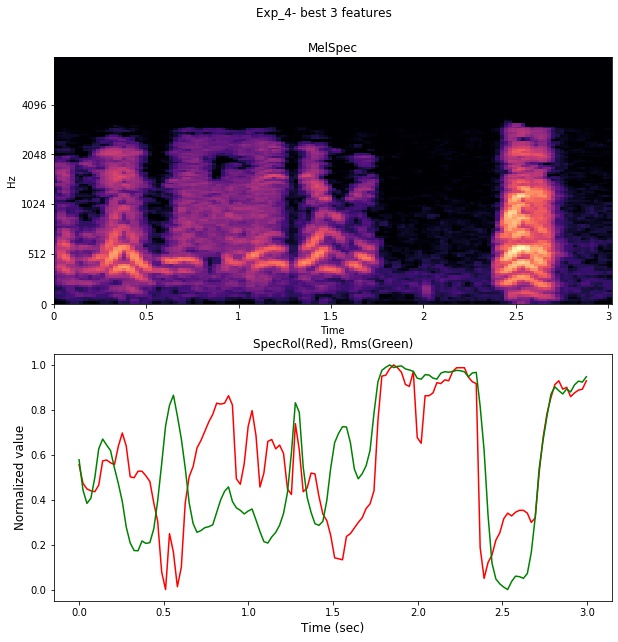 Exp_4- best 3 features
MelSpec
4096
2048
1024
512
0
Hz
0 0.5 1 1.5 2 2.5 3
Time
SpecRol(Red), Rms(Green)
1.0
0.8
0.6
0.4
0.2
0.0
Normalized value
0.0 0.5 1.0 1.5 2.0 2.5 3.0
Time (sec)